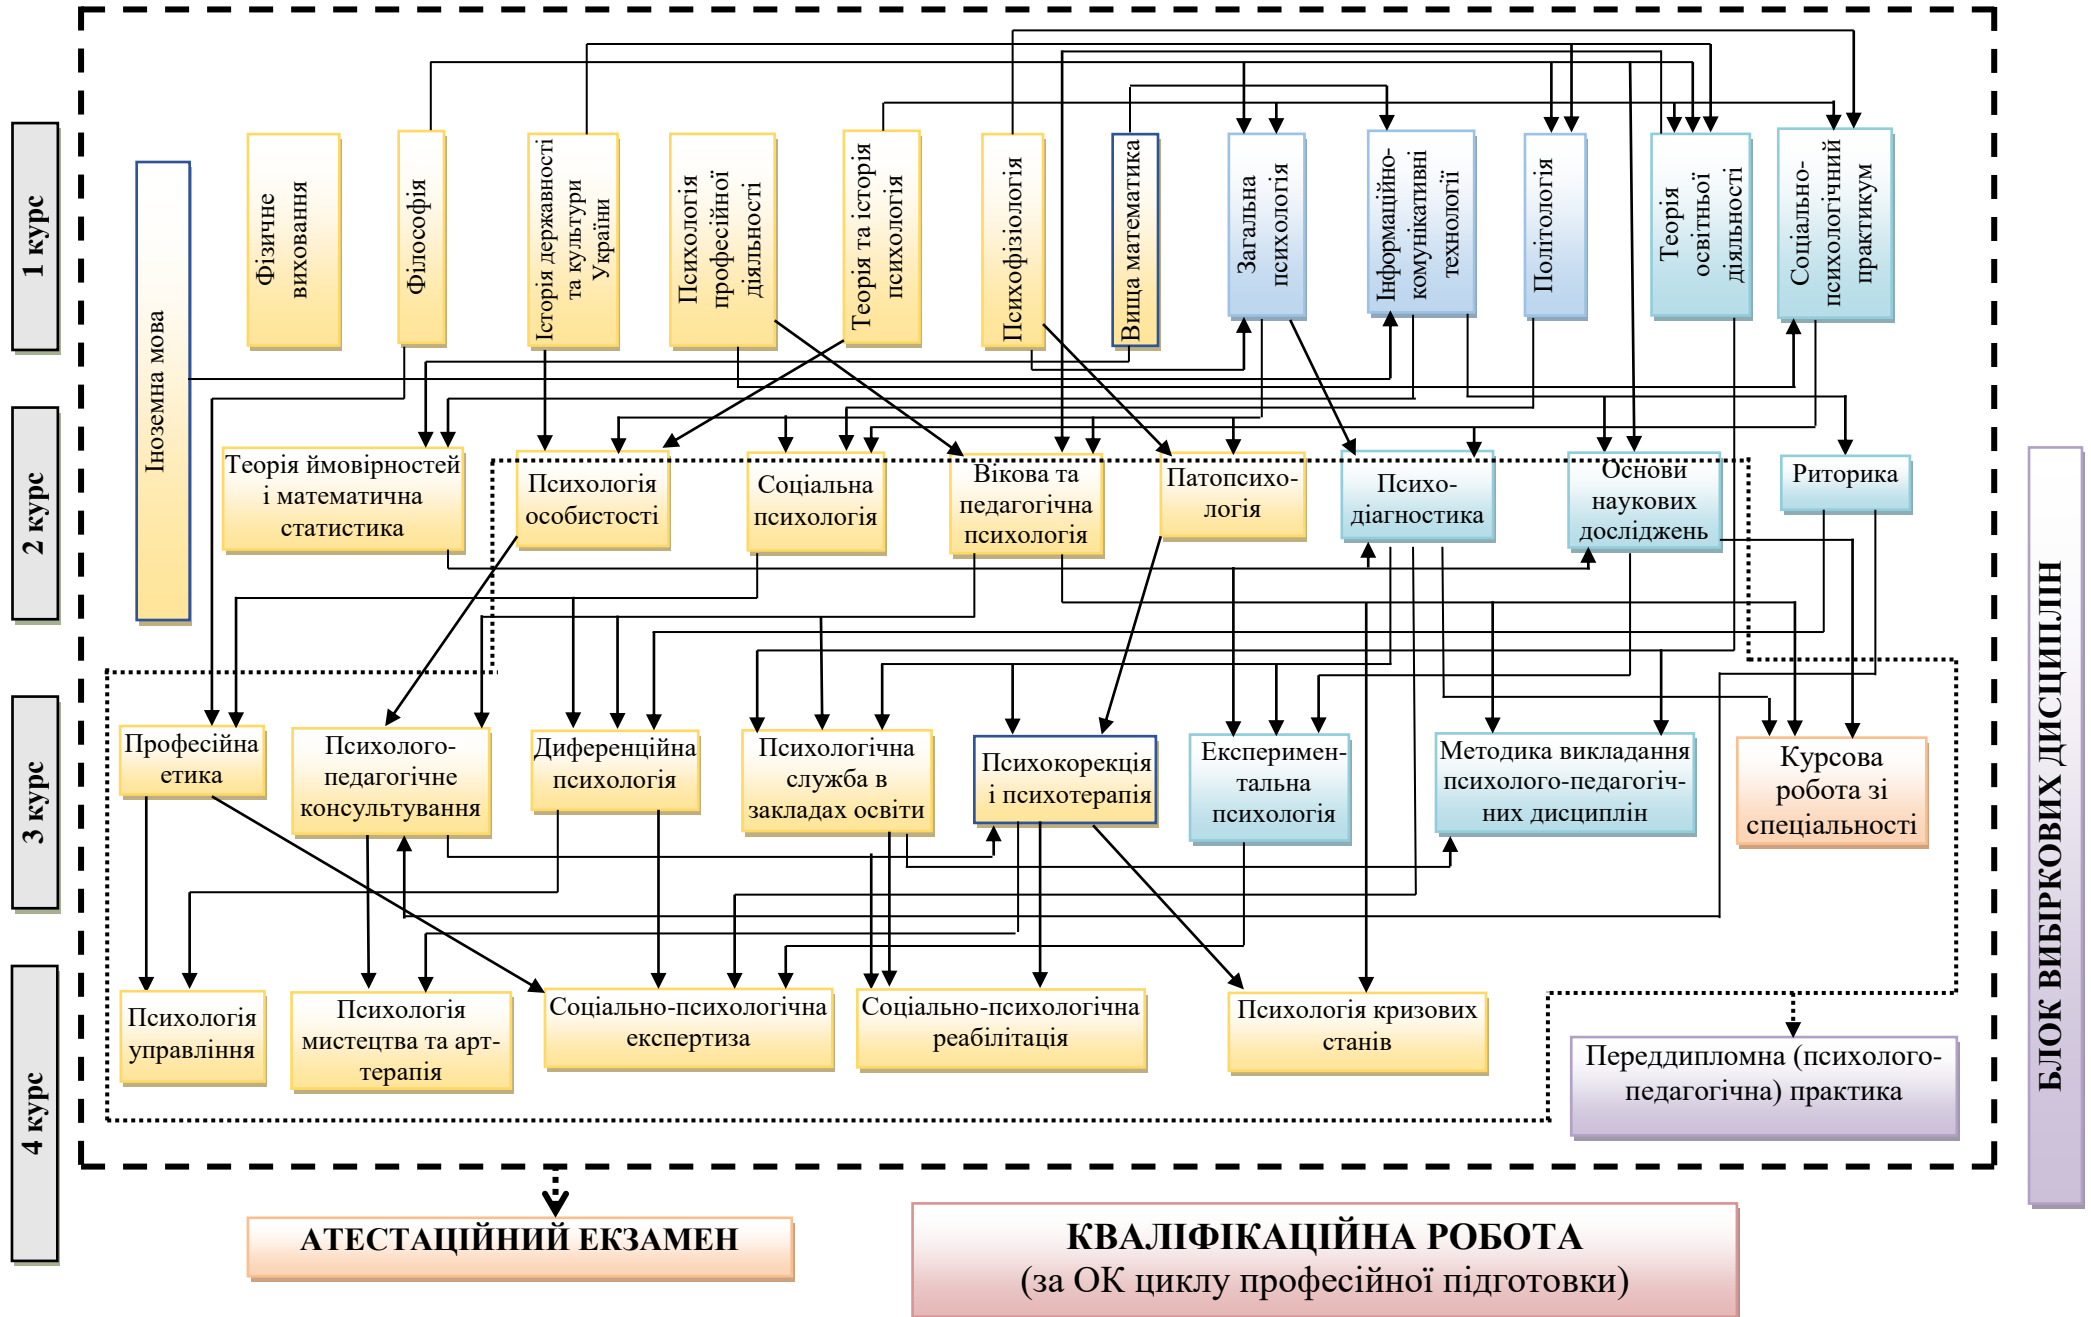 1 курс
Іноземна мова
Фізичне
виховання
Філософія
Історія державності
та культури
України
Психологія
професійної
діяльності
Теорія та історія
психологія
Психофізіологія
Вища математика
Загальна
психологія
Інформаційно-
комунікативні
технології
Політологія
Теорія
освітньої
діяльності
Соціально-
психологічний
практикум
2 курс
Теорія ймовірностей
і математична
статистика
Психологія
особистості
Соціальна
психологія
Вікова та
педагогічна
психологія
Патопсихо-
логія
Психо-
діагностика
Основи
наукових
досліджень
Риторика
3 курс
Професійна
етика
Психолого-
педагогічне
консультування
Диференційна
психологія
Психологічна
служба в
закладах освіти
Психокорекція
і психотерапія
Експеримен-
тальна
психологія
Методика викладання
психолого-педагогіч-
них дисциплін
Курсова
робота зі
спеціальності
4 курс
Психологія
управління
Психологія
мистецтва та арт-
терапія
Соціально-психологічна
експертиза
Соціально-психологічна
реабілітація
Психологія кризових
станів
Переддипломна (психолого-
педагогічна) практика
БЛОК ВИБІРКОВИХ ДИСЦИПЛІН
АТЕСТАЦІЙНИЙ ЕКЗАМЕН
КВАЛІФІКАЦІЙНА РОБОТА
(за ОК циклу професійної підготовки)